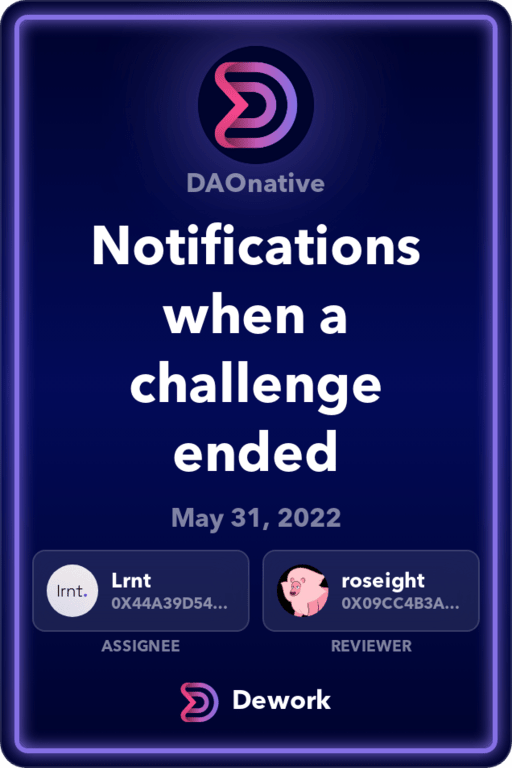 DAOnative
Notifications
when a
challenge
ended
May 31, 2022
lrnt.
Lrnt
0X44A39D54...
roseight
0X09CC4B3A...
ASSIGNEE
REVIEWER
Dework